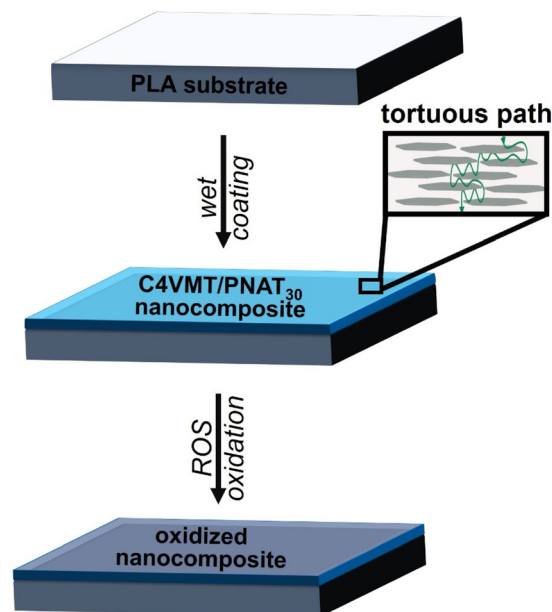 PLA substrate
tortuous path
wet
coating
C4VMT/PNAT₃₀
nanocomposite
ROS
oxidation
oxidized
nanocomposite